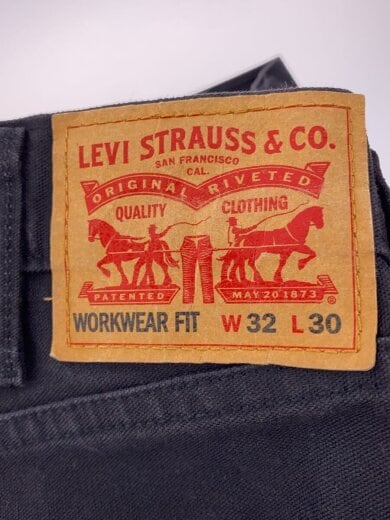 LEVI STRAUSS & CO.
SAN FRANCISCO
CAL.
ORIGINAL RIVETED
QUALITY CLOTHING
PATENTED MAY 20 1873 ®
WORKWEAR FIT W 32 L 30